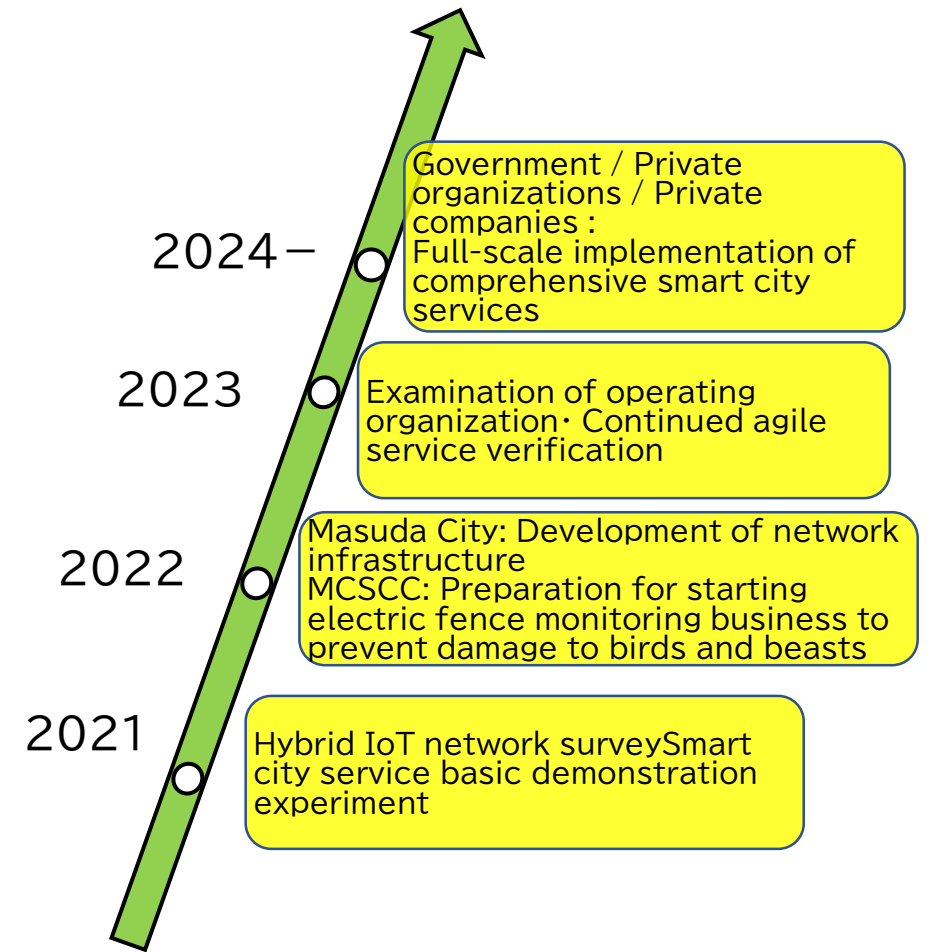 2024－
Government / Private
organizations / Private
companies :
Full-scale implementation of
comprehensive smart city
services
2023
Examination of operating
organization・ Continued agile
service verification
2022
Masuda City: Development of network
infrastructure
MCSCC: Preparation for starting
electric fence monitoring business to
prevent damage to birds and beasts
2021
Hybrid IoT network surveySmart
city service basic demonstration
experiment